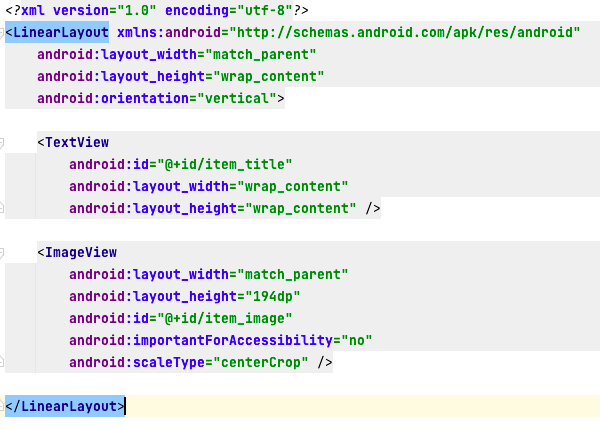 <?xml version="1.0" encoding="utf-8"?>
<LinearLayout xmlns:android="http://schemas.android.com/apk/res/android"
    android:layout_width="match_parent"
    android:layout_height="wrap_content"
    android:orientation="vertical">

    <TextView
        android:id="@+id/item_title"
        android:layout_width="wrap_content"
        android:layout_height="wrap_content" />

    <ImageView
        android:layout_width="match_parent"
        android:layout_height="194dp"
        android:id="@+id/item_image"
        android:importantForAccessibility="no"
        android:scaleType="centerCrop" />

</LinearLayout>